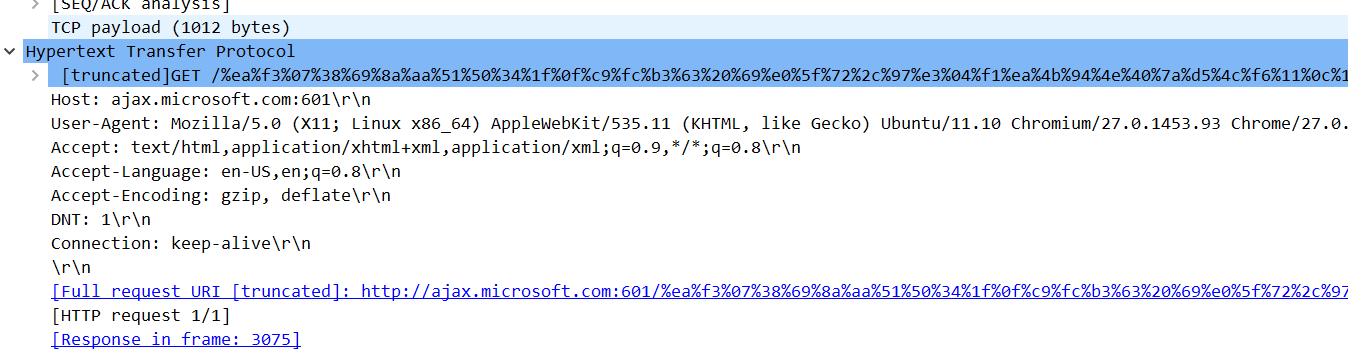 [SEQ/ACK analysis]
TCP payload (1012 bytes)
Hypertext Transfer Protocol
[truncated]GET /%ea%f3%07%38%69%8a%aa%51%50%34%1f%0f%c9%fc%b3%63%20%69%e0%5f%72%2c%97%e3%04%f1%ea%4b%94%4e%40%7a%d5%4c%f6%11%0c%1
Host: ajax.microsoft.com:601\r\n
User-Agent: Mozilla/5.0 (X11; Linux x86_64) AppleWebKit/535.11 (KHTML, like Gecko) Ubuntu/11.10 Chromium/27.0.1453.93 Chrome/27.0.
Accept: text/html,application/xhtml+xml,application/xml;q=0.9,*/*;q=0.8\r\n
Accept-Language: en-US,en;q=0.8\r\n
Accept-Encoding: gzip, deflate\r\n
DNT: 1\r\n
Connection: keep-alive\r\n
\r\n
[Full request URI [truncated]: http://ajax.microsoft.com:601/%ea%f3%07%38%69%8a%aa%51%50%34%1f%0f%c9%fc%b3%63%20%69%e0%5f%72%2c%97
[HTTP request 1/1]
[Response in frame: 3075]